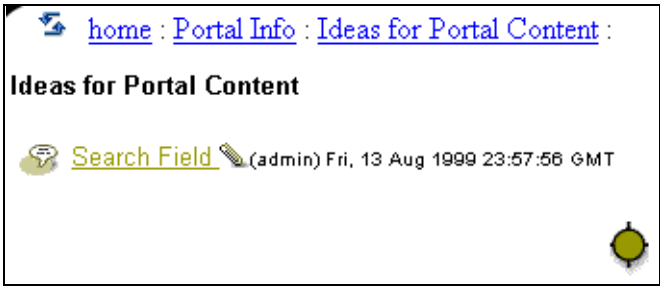 home : Portal Info : Ideas for Portal Content :
Ideas for Portal Content
Search Field (admin) Fri, 13 Aug 1999 23:57:56 GMT